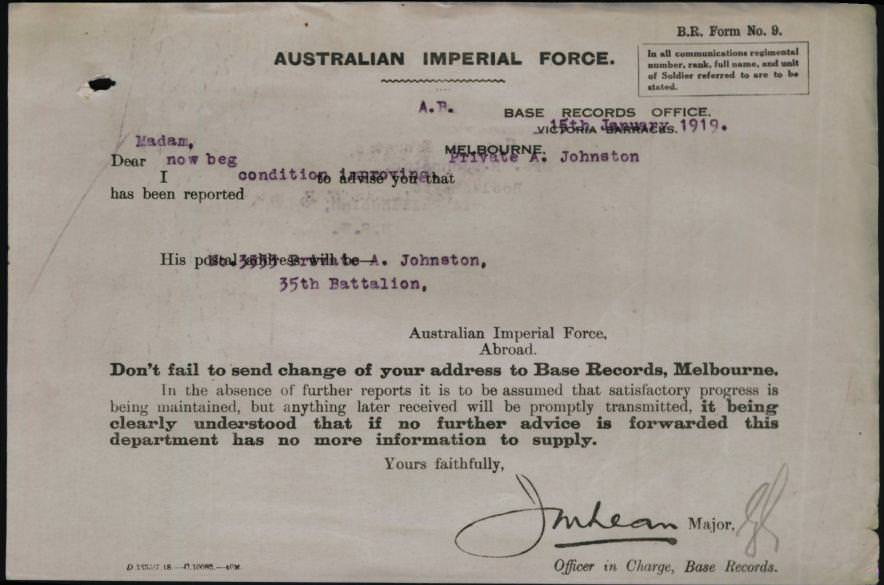 B.R. Form No. 9.
AUSTRALIAN IMPERIAL FORCE.
In all communications regimental
number, rank, full name, and unit
of Soldier referred to are to be
stated.
A.B.
BASE RECORDS OFFICE.
VICTORIA BARRACKS. 15th January 1919.
MELBOURNE.
Dear Madam,
I now beg to advise you that Private A. Johnston
has been reported condition improving.
His postal address will be—
No. Private A. Johnston,
35th Battalion,
Australian Imperial Force,
Abroad.
Don't fail to send change of your address to Base Records, Melbourne.
In the absence of further reports it is to be assumed that satisfactory progress is
being maintained, but anything later received will be promptly transmitted, it being
clearly understood that if no further advice is forwarded this
department has no more information to supply.
Yours faithfully,
JMLean Major,
Officer in Charge, Base Records.